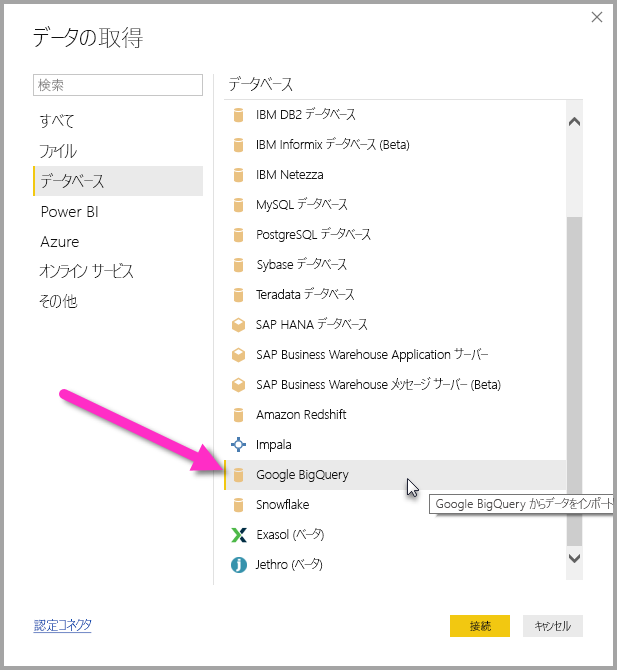 データの取得
検索
すべて
ファイル
データベース
Power BI
Azure
オンライン サービス
その他
データベース
IBM DB2 データベース
IBM Informix データベース (Beta)
IBM Netezza
MySQL データベース
PostgreSQL データベース
Sybase データベース
Teradata データベース
SAP HANA データベース
SAP Business Warehouse Application サーバー
SAP Business Warehouse メッセージ サーバー (Beta)
Amazon Redshift
Impala
Google BigQuery
Google BigQuery からデータをインポート
Snowflake
Exasol (ベータ)
Jethro (ベータ)
認定コネクタ
接続
キャンセル